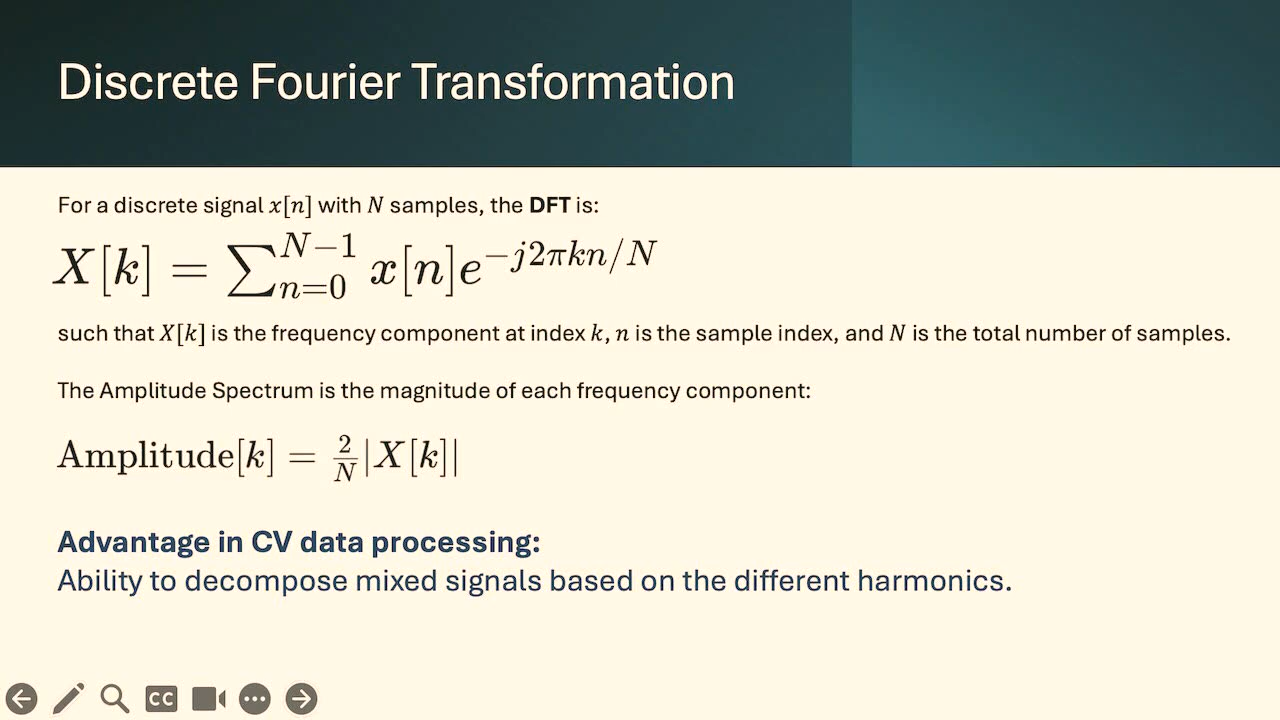 Discrete Fourier Transformation
For a discrete signal x[n] with N samples, the DFT is:
X[k] = ∑_{n=0}^{N−1} x[n]e^{−j2πkn/N}
such that X[k] is the frequency component at index k, n is the sample index, and N is the total number of samples.
The Amplitude Spectrum is the magnitude of each frequency component:
Amplitude[k] = \frac{2}{N}|X[k]|
Advantage in CV data processing:
Ability to decompose mixed signals based on the different harmonics.
CC